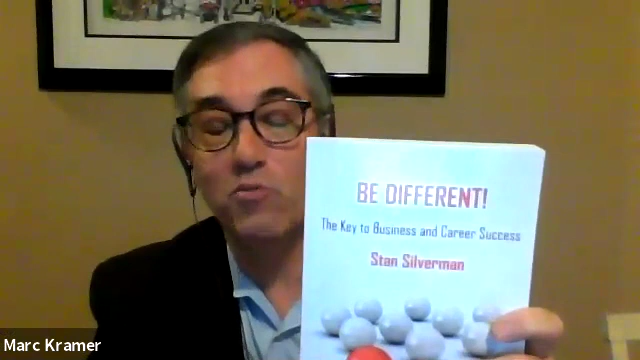 BE DIFFERENT!
The Key to Business and Career Success
Stan Silverman
Marc Kramer